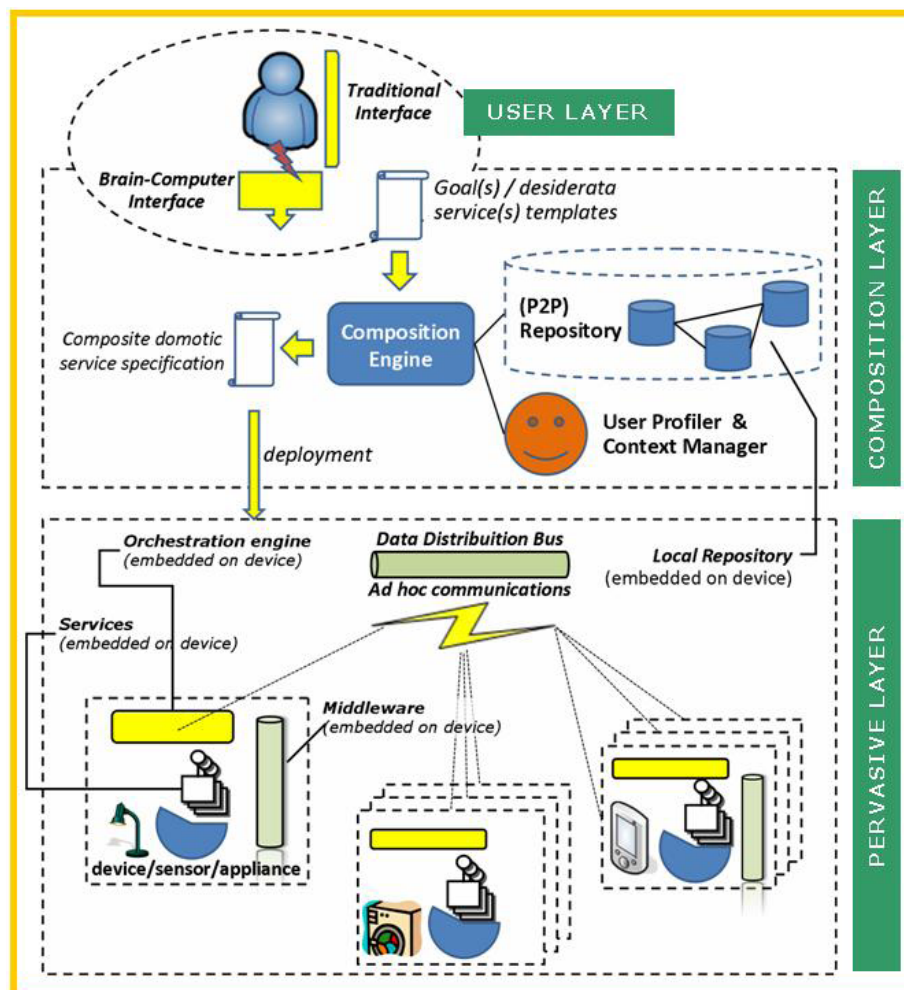 Traditional
Interface
USER LAYER
Brain-Computer
Interface
Goal(s) / desiderata
service(s) templates
COMPOSITION LAYER
(P2P)
Repository
Composition
Engine
Composite domotic
service specification
User Profiler &
Context Manager
deployment
Orchestration engine
(embedded on device)
Data Distribuition Bus
Ad hoc communications
Local Repository
(embedded on device)
Services
(embedded on device)
Middleware
(embedded on device)
PERVASIVE LAYER
device/sensor/appliance